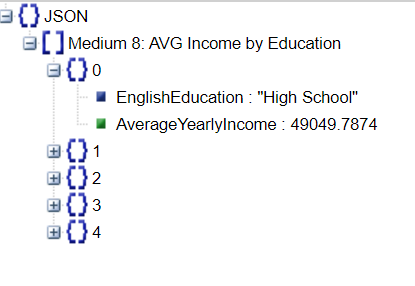 JSON
Medium 8: AVG Income by Education
0
EnglishEducation : "High School"
AverageYearlyIncome : 49049.7874
1
2
3
4